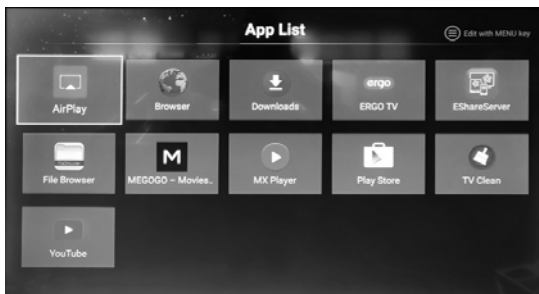 App List
Edit with MENU key
AirPlay
Browser
Downloads
ergo
ERGO TV
EShareServer
File Browser
MEGOGO – Movies..
M
MX Player
Play Store
TV Clean
YouTube